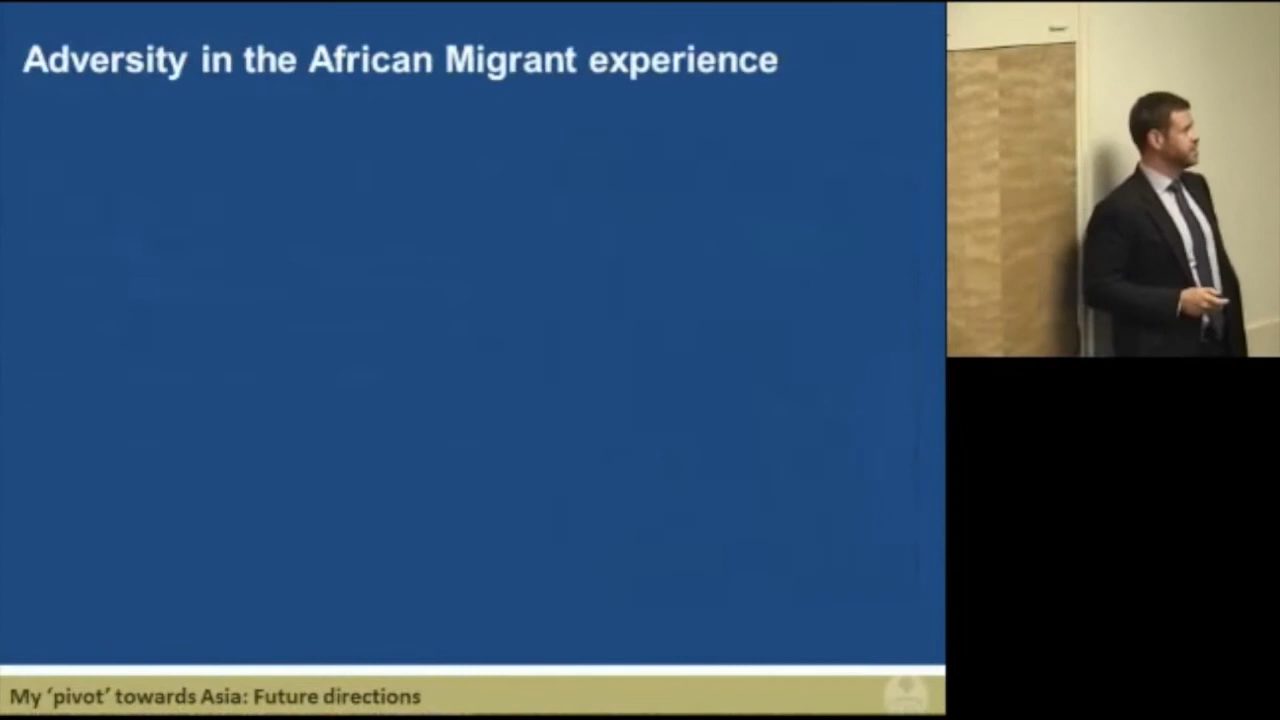 Adversity in the African Migrant experience
My ‘pivot’ towards Asia: Future directions